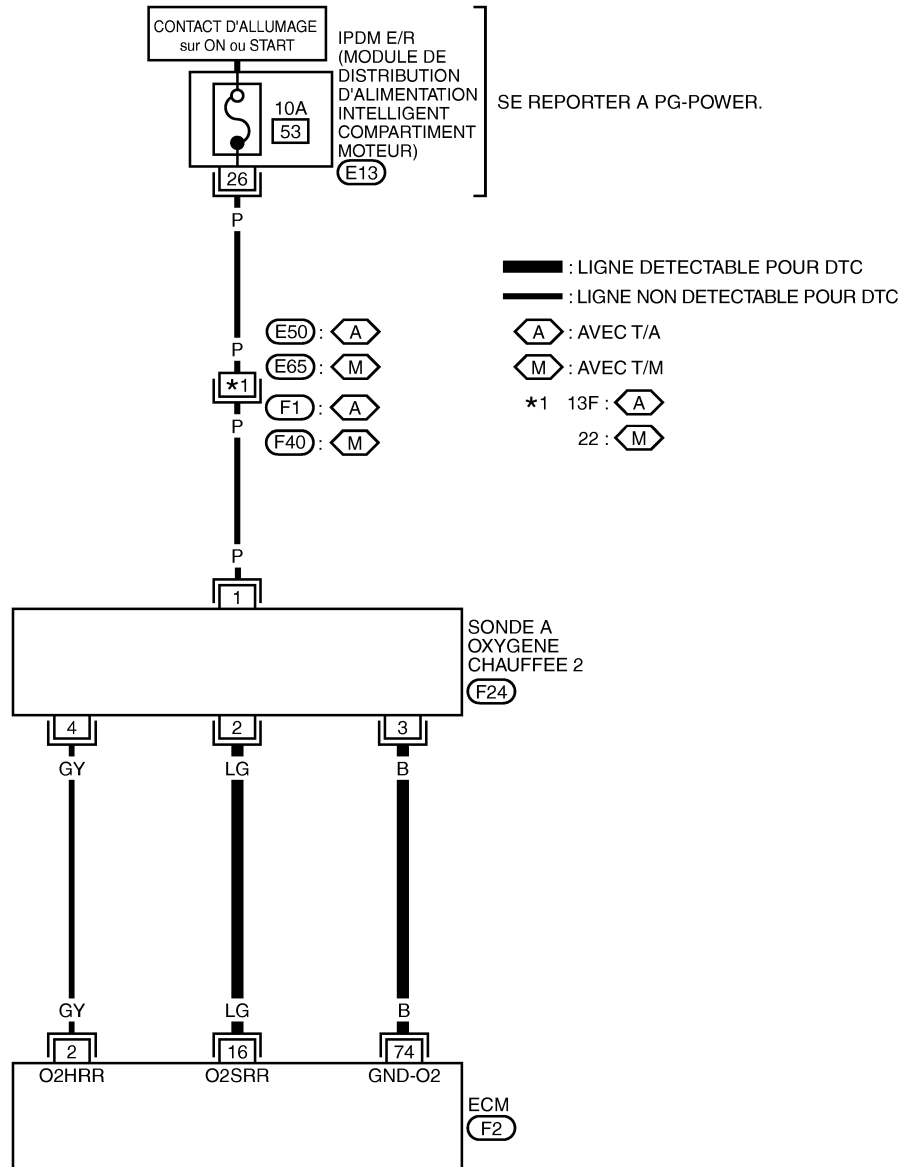 CONTACT D'ALLUMAGE
sur ON ou START
IPDM E/R
(MODULE DE
DISTRIBUTION
D'ALIMENTATION
INTELLIGENT
COMPARTIMENT
MOTEUR)
E13
10A
53
26
SE REPORTER A PG-POWER.
P
: LIGNE DETECTABLE POUR DTC
: LIGNE NON DETECTABLE POUR DTC
A : AVEC T/A
M : AVEC T/M
*1 13F : A
22 : M
E50 : A
P
E65 : M
*1
F1 : A
P
F40 : M
P
1
SONDE A
OXYGENE
CHAUFFEE 2
F24
4 2 3
GY LG B
GY LG B
2 16 74
O2HRR O2SRR GND-O2
ECM
F2